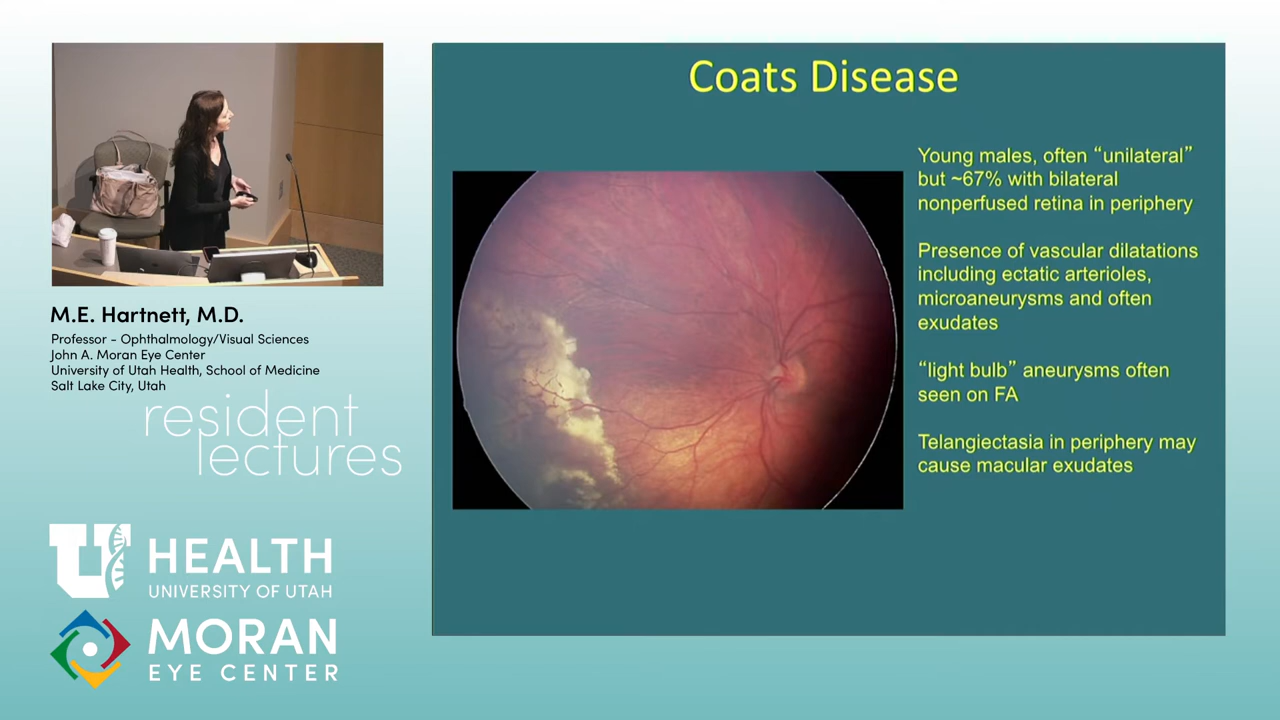 Coats Disease
Young males, often “unilateral”
but ~67% with bilateral
nonperfused retina in periphery
Presence of vascular dilatations
including ectatic arterioles,
microaneurysms and often
exudates
“light bulb” aneurysms often
seen on FA
Telangiectasia in periphery may
cause macular exudates
M.E. Hartnett, M.D.
Professor - Ophthalmology/Visual Sciences
John A. Moran Eye Center
University of Utah Health, School of Medicine
Salt Lake City, Utah
resident
lectures
U HEALTH
UNIVERSITY OF UTAH
MORAN
EYE CENTER